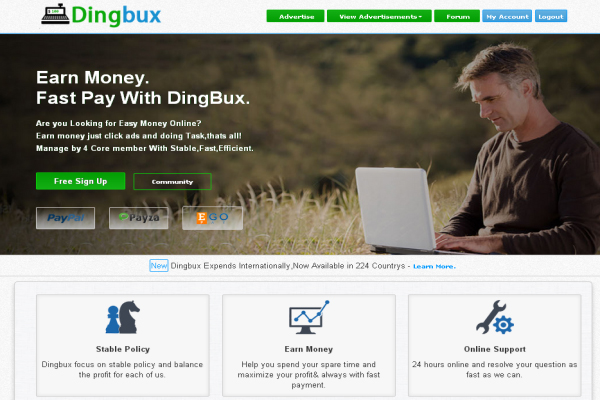 Dingbux
Advertise
View Advertisements
Forum
My Account
Logout
Earn Money.
Fast Pay With DingBux.
Are you Looking for Easy Money Online?
Earn money just click ads and doing Task,thats all!
Manage by 4 Core member With Stable,Fast,Efficient.
Free Sign Up
Community
PayPal
Payza
EGO
New Dingbux Expends Internationally,Now Available in 224 Countrys - Learn More.
Stable Policy
Dingbux focus on stable policy and balance
the profit for each of us.
Earn Money
Help you spend your spare time and
maximize your profit& always with fast
payment.
Online Support
24 hours online and resolve your question as
fast as we can.